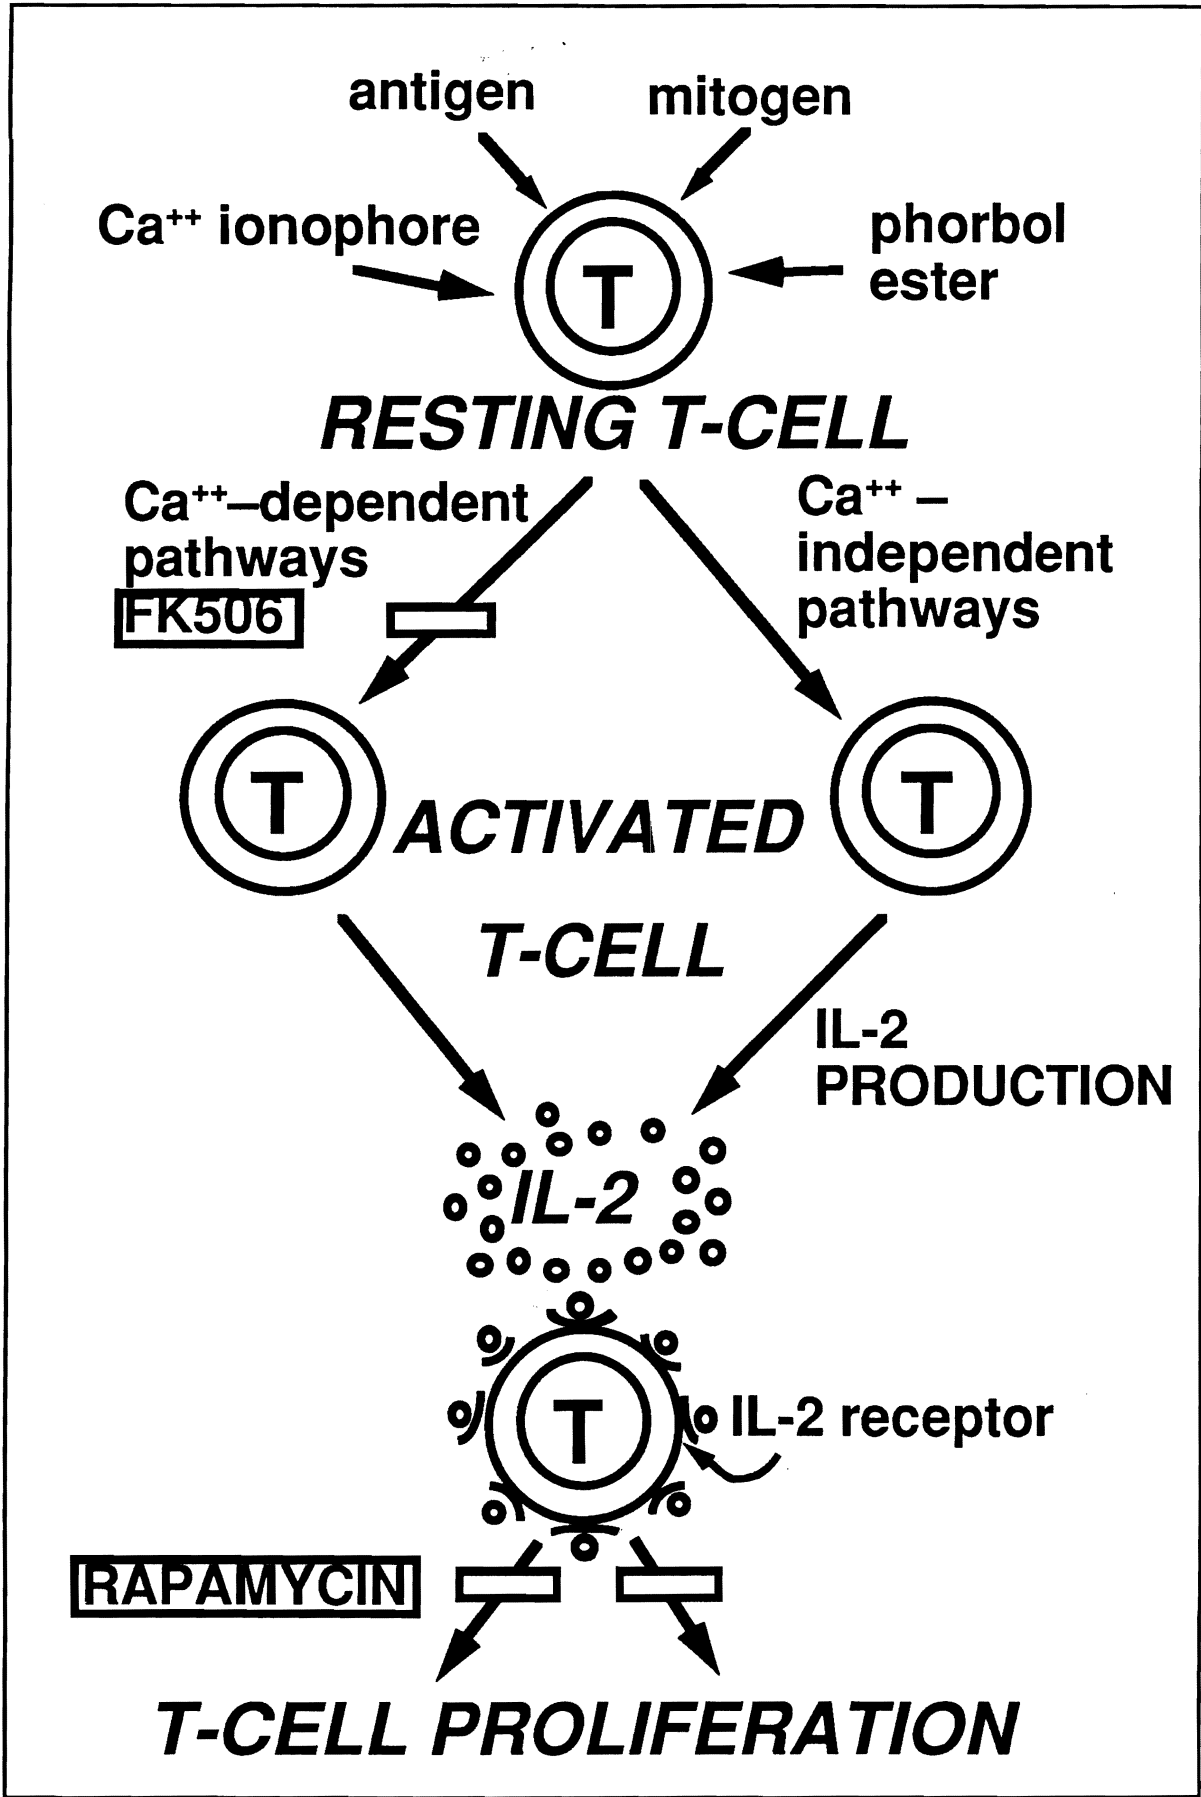 antigen
mitogen
Ca⁺⁺ ionophore
phorbol
ester
T
RESTING T-CELL
Ca⁺⁺–dependent
pathways
FK506
Ca⁺⁺ –
independent
pathways
T
ACTIVATED
T
T-CELL
IL-2
PRODUCTION
IL-2
T
IL-2 receptor
RAPAMYCIN
T-CELL PROLIFERATION